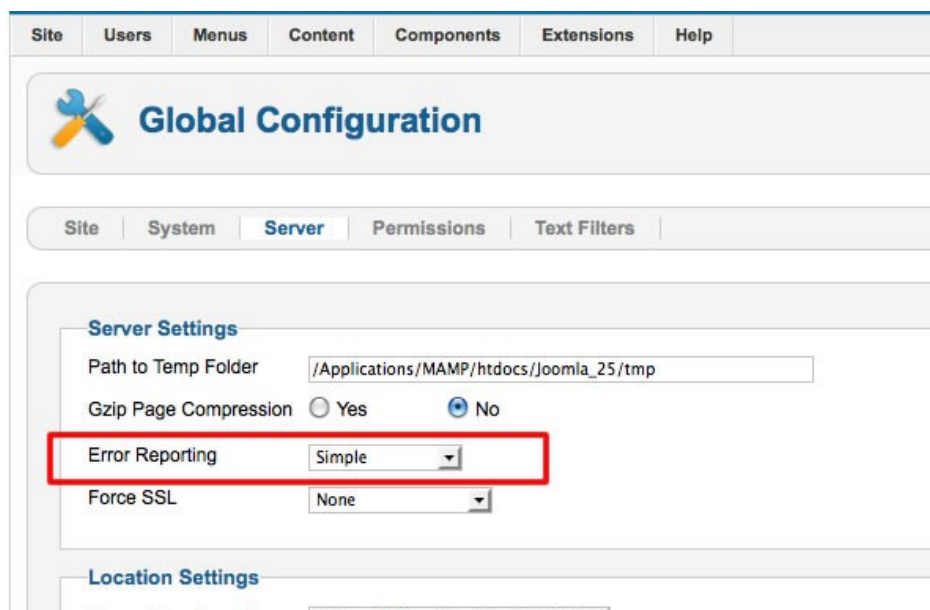 Site Users Menus Content Components Extensions Help
Global Configuration
Site System Server Permissions Text Filters
Server Settings
Path to Temp Folder /Applications/MAMP/htdocs/Joomla_25/tmp
Gzip Page Compression Yes No
Error Reporting Simple
Force SSL None
Location Settings